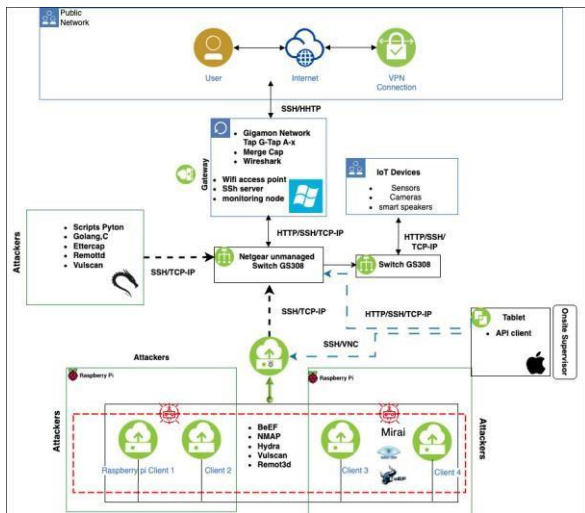 Public
Network
User
Internet
VPN
Connection
SSH/HHTP
Gateway
• Gigamon Network
Tap G-Tap A-x
• Merge Cap
• Wireshark
• Wifi access point
• SSh server
• monitoring node
IoT Devices
• Sensors
• Cameras
• smart speakers
Attackers
• Scripts Pyton
• Golang,C
• Ettercap
• Remottd
• Vulscan
HTTP/SSH/TCP-IP
HTTP/SSH/
TCP-IP
SSH/TCP-IP
Netgear unmanaged
Switch GS308
Switch GS308
SSH/TCP-IP
HTTP/SSH/TCP-IP
SSH/VNC
Tablet
• API client
Onsite Supervisor
Attackers
Raspberry Pi
Raspberry Pi
Attackers
Attackers
Raspberry pi Client 1
Client 2
• BeEF
• NMAP
• Hydra
• Vulscan
• Remot3d
Mirai
Client 3
Client 4